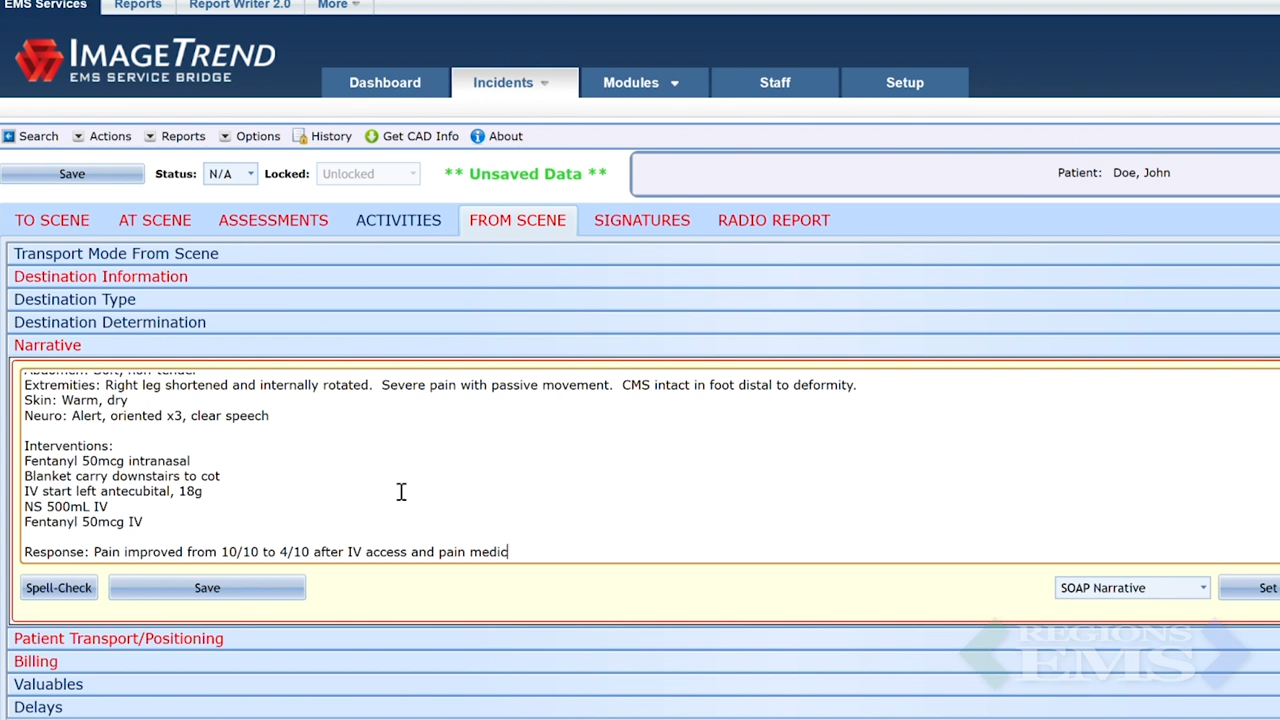 EMS Services Reports Report Writer 2.0 More
IMAGETREND
EMS SERVICE BRIDGE
Dashboard Incidents Modules Staff Setup
Search Actions Reports Options History Get CAD Info About
Save Status: N/A Locked: Unlocked ** Unsaved Data ** Patient: Doe, John
TO SCENE AT SCENE ASSESSMENTS ACTIVITIES FROM SCENE SIGNATURES RADIO REPORT
Transport Mode From Scene
Destination Information
Destination Type
Destination Determination
Narrative
Abdomen: Soft, non-tender
Extremities: Right leg shortened and internally rotated. Severe pain with passive movement. CMS intact in foot distal to deformity.
Skin: Warm, dry
Neuro: Alert, oriented x3, clear speech
Interventions:
Fentanyl 50mcg intranasal
Blanket carry downstairs to cot
IV start left antecubital, 18g
NS 500mL IV
Fentanyl 50mcg IV
Response: Pain improved from 10/10 to 4/10 after IV access and pain medic
Spell-Check Save SOAP Narrative Set
Patient Transport/Positioning
REGIONS
EMS
Billing
Valuables
Delays